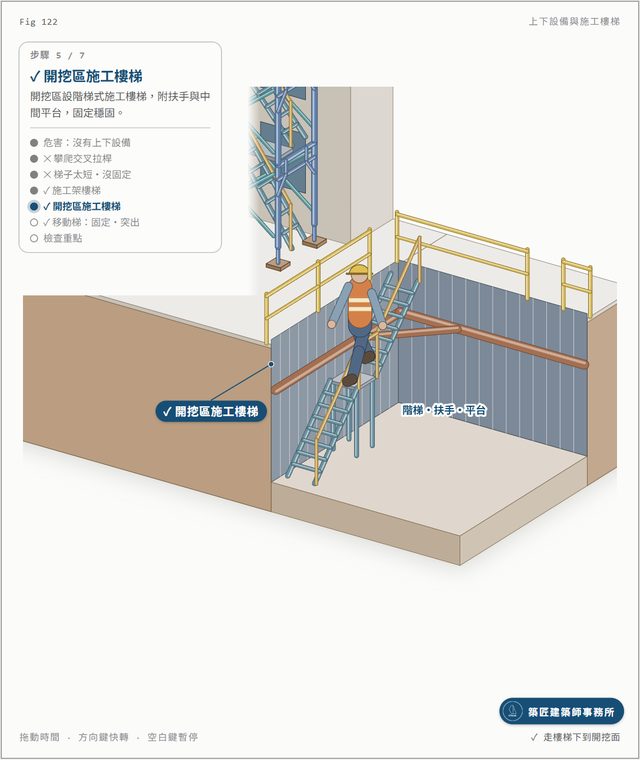 Fig 122
上下設備與施工樓梯
步驟 5 / 7
✓ 開挖區施工樓梯
開挖區設階梯式施工樓梯，附扶手與中
間平台，固定穩固。
危害：沒有上下設備
× 攀爬交叉拉桿
× 梯子太短・沒固定
✓ 施工架樓梯
✓ 開挖區施工樓梯
✓ 移動梯：固定・突出
檢查重點
✓ 開挖區施工樓梯
階梯・扶手・平台
築匠建築師事務所
拖動時間 · 方向鍵快轉 · 空白鍵暫停
✓ 走樓梯下到開挖面